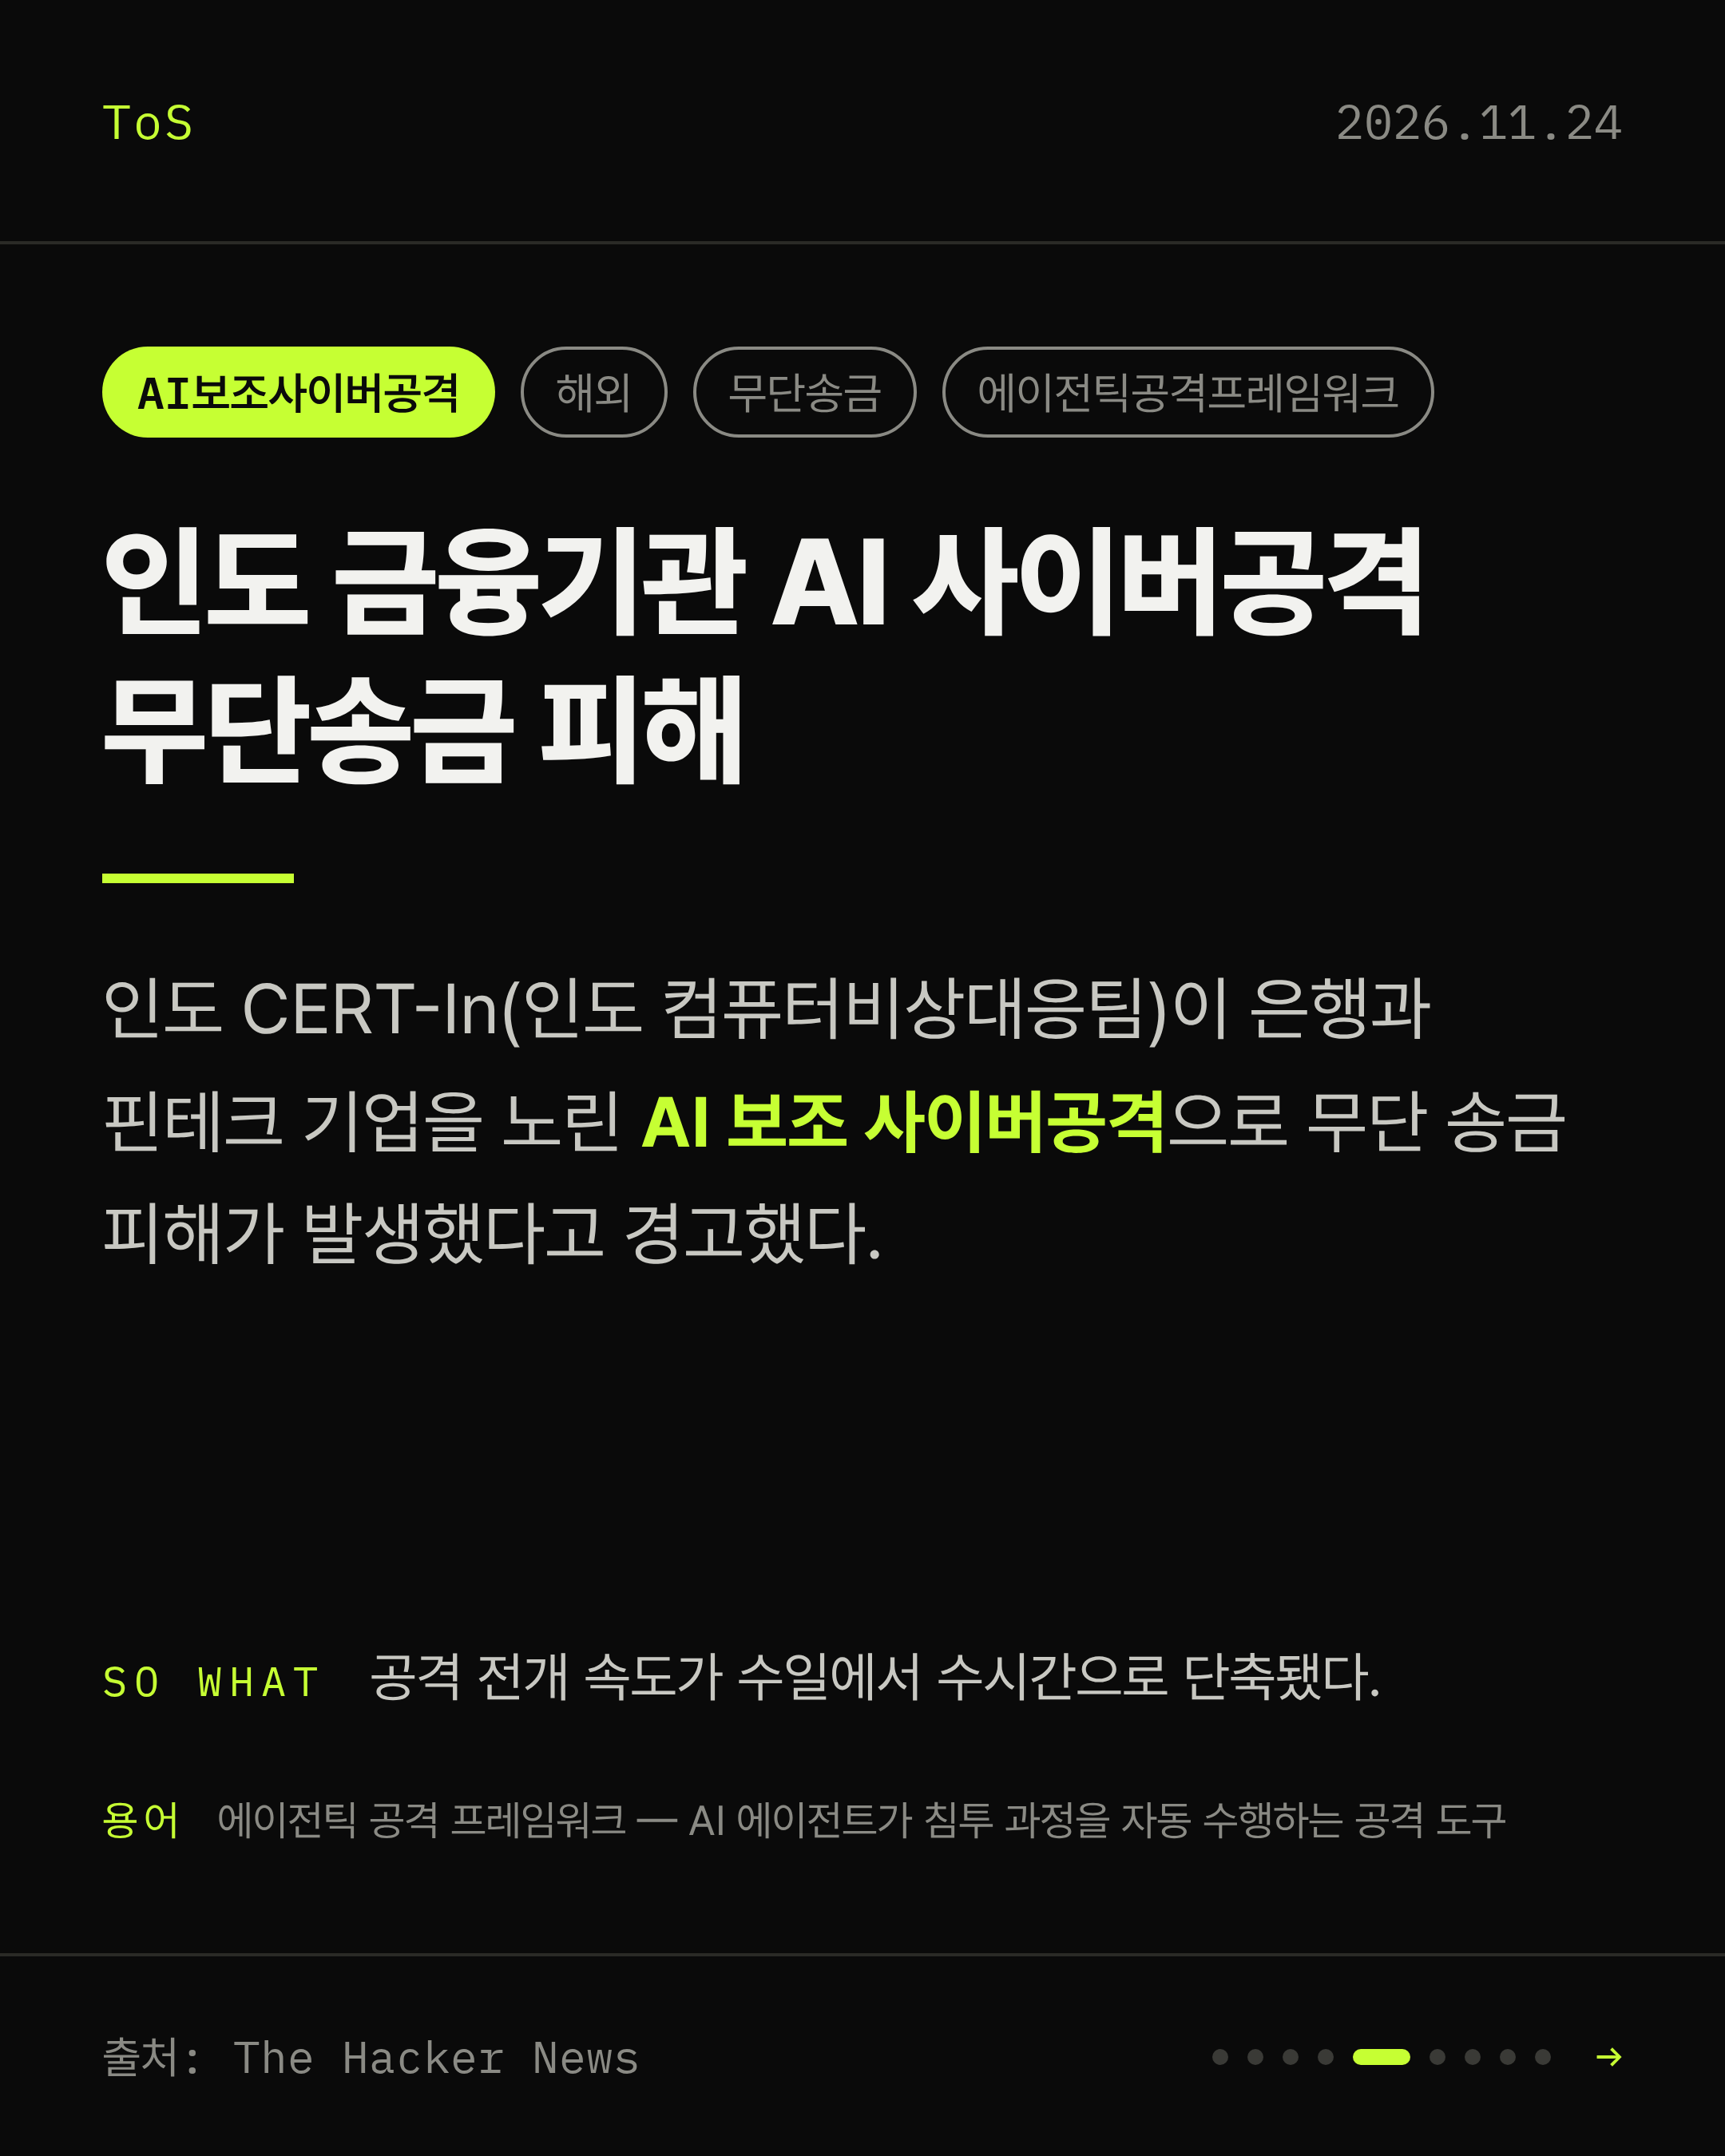 ToS
2026.11.24
AI보조사이버공격 해외 무단송금 에이전틱공격프레임워크
인도 금융기관 AI 사이버공격
무단송금 피해
인도 CERT-In(인도 컴퓨터비상대응팀)이 은행과
핀테크 기업을 노린 AI 보조 사이버공격으로 무단 송금
피해가 발생했다고 경고했다.
SO WHAT 공격 전개 속도가 수일에서 수시간으로 단축됐다.
용어 에이전틱 공격 프레임워크 — AI 에이전트가 침투 과정을 자동 수행하는 공격 도구
출처: The Hacker News
→